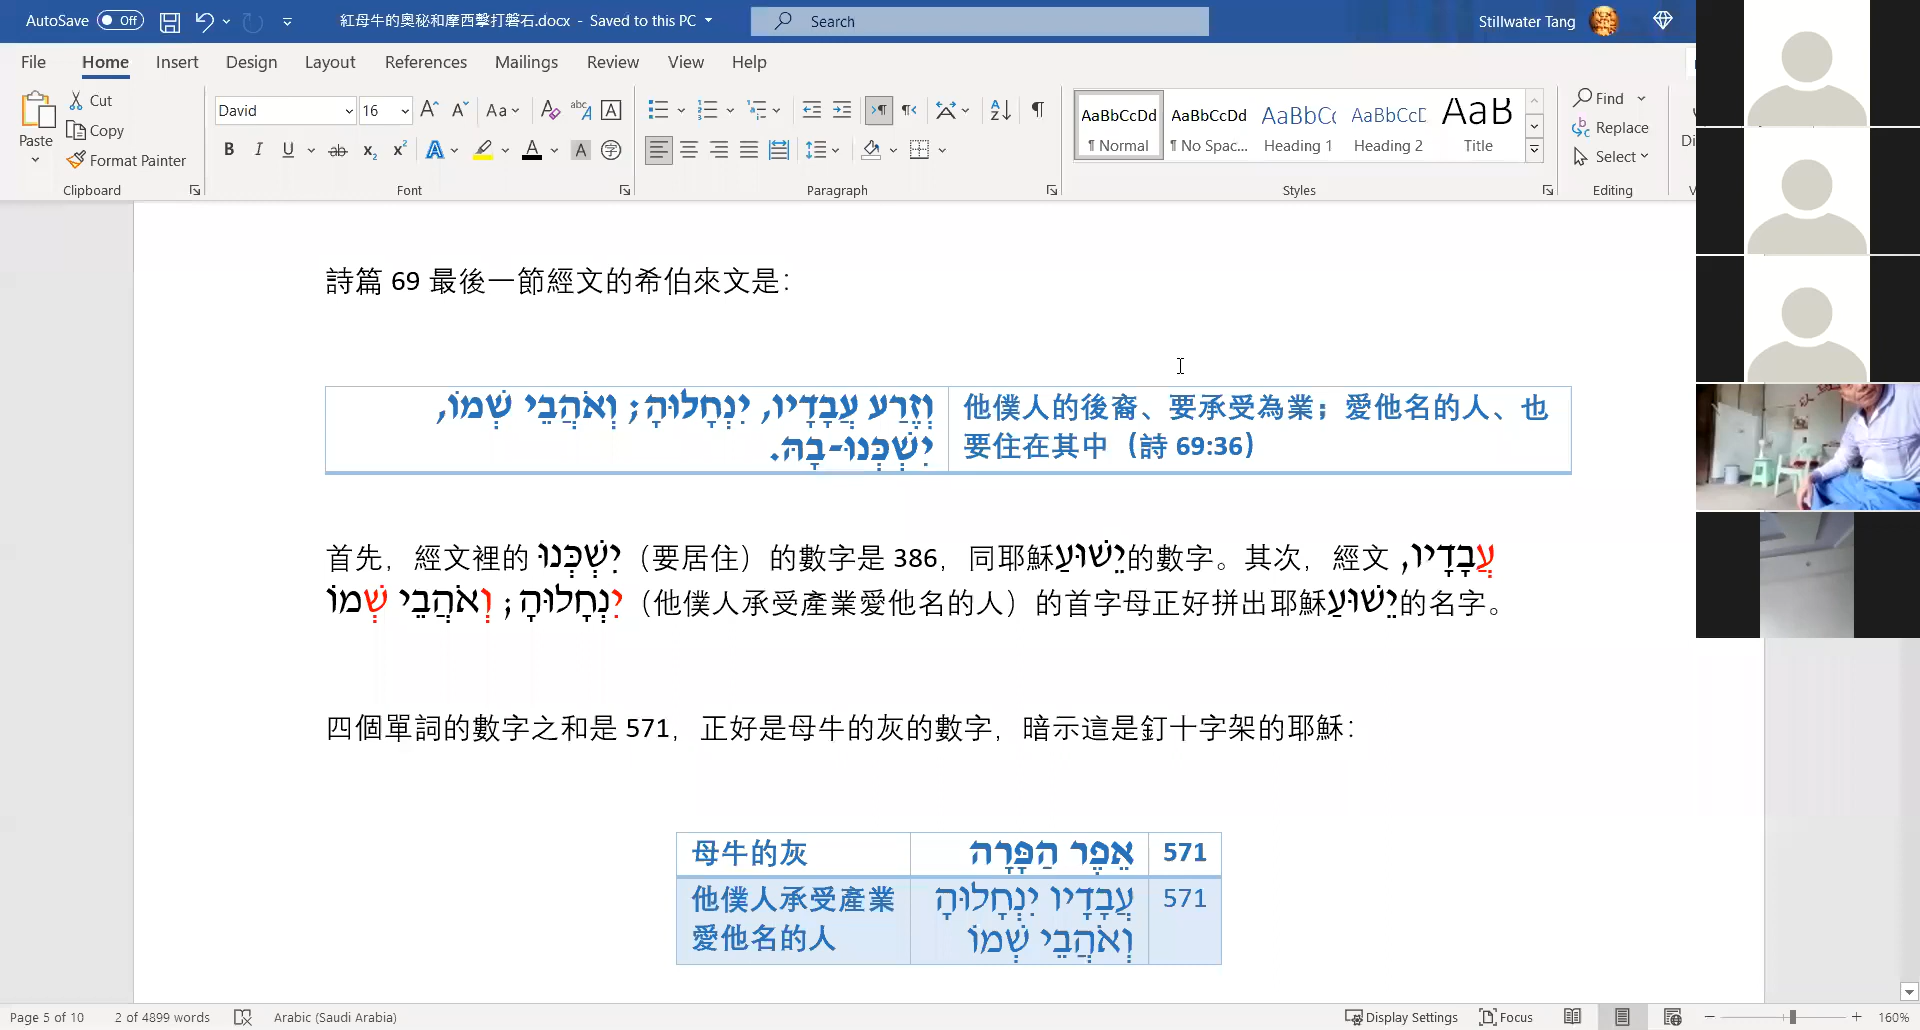 AutoSave Off 紅母牛的奧秘和摩西擊打磐石.docx - Saved to this PC Search Stillwater Tang
File Home Insert Design Layout References Mailings Review View Help
Paste Cut Copy Format Painter
David 16
AaBbCcDd AaBbCcDd AaBbCc AaBbCcD AaB
¶ Normal ¶ No Spac... Heading 1 Heading 2 Title
Find Replace Select
Clipboard Font Paragraph Styles Editing
詩篇 69 最後一節經文的希伯來文是：
וְזֶרַע עֲבָדָיו, יִנְחָלוּהָ; וְאֹהֲבֵי שְׁמוֹ,
יִשְׁכְּנוּ-בָהּ.
他僕人的後裔、要承受為業；愛他名的人、也
要住在其中（詩 69:36）
首先，經文裡的 יִשְׁכְּנוּ（要居住）的數字是 386，同耶穌יֵשׁוּעַ的數字。其次，經文 עֲבָדָיו,
יִנְחָלוּהָ; וְאֹהֲבֵי שְׁמוֹ（他僕人承受產業愛他名的人）的首字母正好拼出耶穌יֵשׁוּעַ的名字。
四個單詞的數字之和是 571，正好是母牛的灰的數字，暗示這是釘十字架的耶穌：
母牛的灰 אֵפֶר הַפָּרָה 571
他僕人承受產業
愛他名的人
עֲבָדָיו יִנְחָלוּהָ
וְאֹהֲבֵי שְׁמוֹ
571
Page 5 of 10 2 of 4899 words Arabic (Saudi Arabia) Display Settings Focus 160%